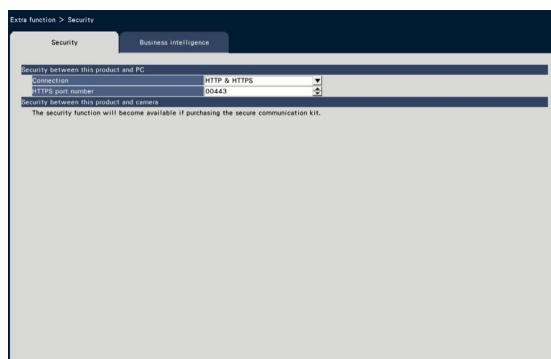 Extra function > Security
Security Business intelligence
Security between this product and PC
Connection HTTP & HTTPS
HTTPS port number 00443
Security between this product and camera
The security function will become available if purchasing the secure communication kit.